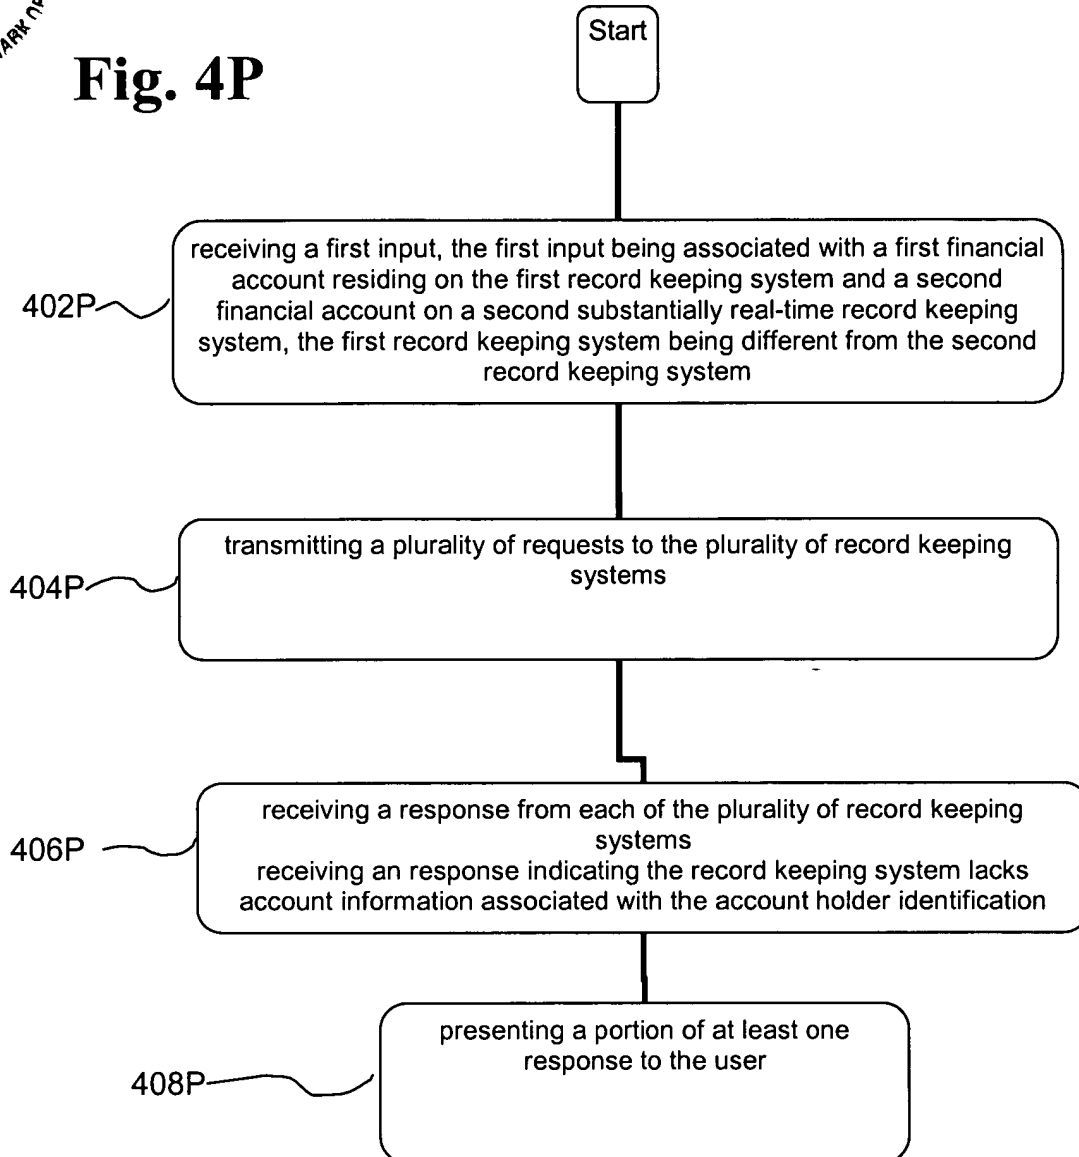 Start
Fig. 4P
receiving a first input, the first input being associated with a first financial
account residing on the first record keeping system and a second
financial account on a second substantially real-time record keeping
system, the first record keeping system being different from the second
record keeping system
402P
transmitting a plurality of requests to the plurality of record keeping
systems
404P
receiving a response from each of the plurality of record keeping
systems
receiving an response indicating the record keeping system lacks
account information associated with the account holder identification
406P
presenting a portion of at least one
response to the user
408P